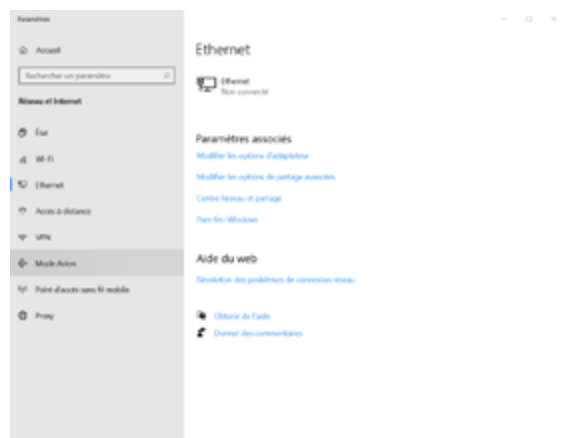 Paramètres
Accueil
Rechercher un paramètre
Réseau et Internet
État
Wi-Fi
Ethernet
Accès à distance
VPN
Mode Avion
Point d'accès sans fil mobile
Proxy
Ethernet
Ethernet
Non connecté
Paramètres associés
Modifier les options d'adaptateur
Modifier les options de partage avancées
Centre Réseau et partage
Pare-feu Windows
Aide du web
Résolution des problèmes de connexion réseau
Obtenir de l'aide
Donner des commentaires